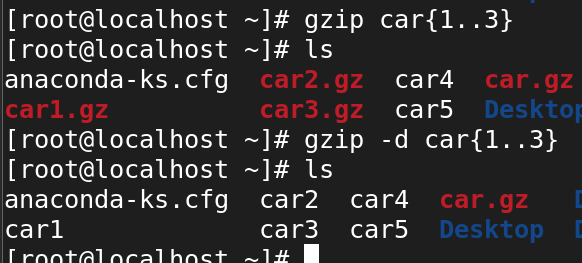 [root@localhost ~]# gzip car{1..3}
[root@localhost ~]# ls
anaconda-ks.cfg  car2.gz  car4  car.gz
car1.gz          car3.gz  car5  Desktop
[root@localhost ~]# gzip -d car{1..3}
[root@localhost ~]# ls
anaconda-ks.cfg  car2  car4  car.gz
car1             car3  car5  Desktop
[root@localhost ~]#